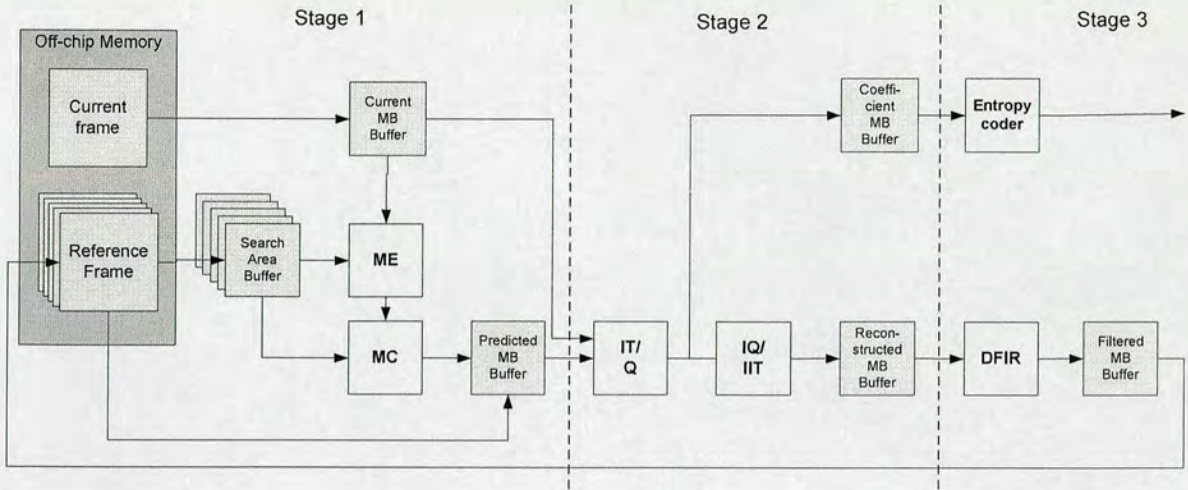 Stage 1
Stage 2
Stage 3
Off-chip Memory
Current
frame
Current
MB
Buffer
Coeffi-
cient
MB
Buffer
Entropy
coder
Reference
Frame
Search
Area
Buffer
ME
MC
Predicted
MB
Buffer
IT/
Q
IQ/
IIT
Recon-
structed
MB
Buffer
DFIR
Filtered
MB
Buffer